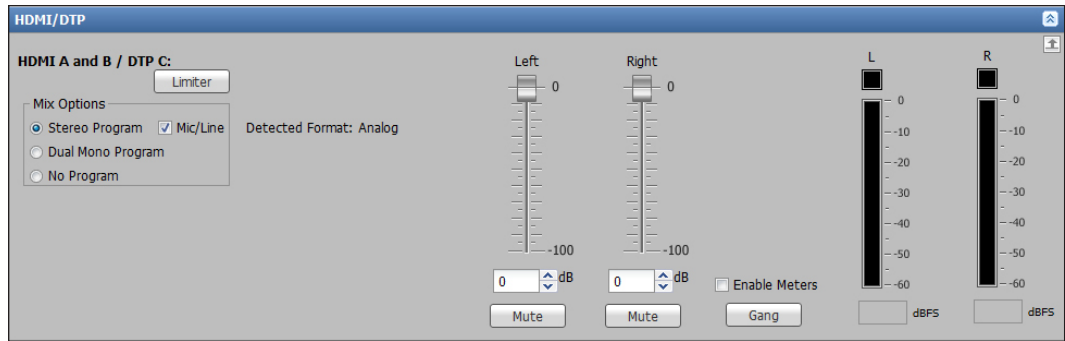 HDMI/DTP
HDMI A and B / DTP C:
Limiter
Mix Options
Stereo Program Mic/Line Detected Format: Analog
Dual Mono Program
No Program
Left Right
0 0
-100 -100
0 dB 0 dB
Mute Mute
Enable Meters
Gang
L R
0 0
-10 -10
-20 -20
-30 -30
-40 -40
-50 -50
-60 -60
dBFS dBFS